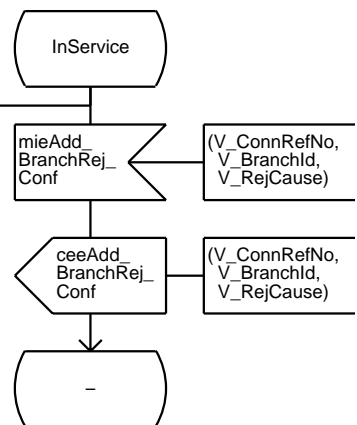 InService
mieAdd_
BranchRej_
Conf
(V_ConnRefNo,
V_BranchId,
V_RejCause)
ceeAdd_
BranchRej_
Conf
(V_ConnRefNo,
V_BranchId,
V_RejCause)
–